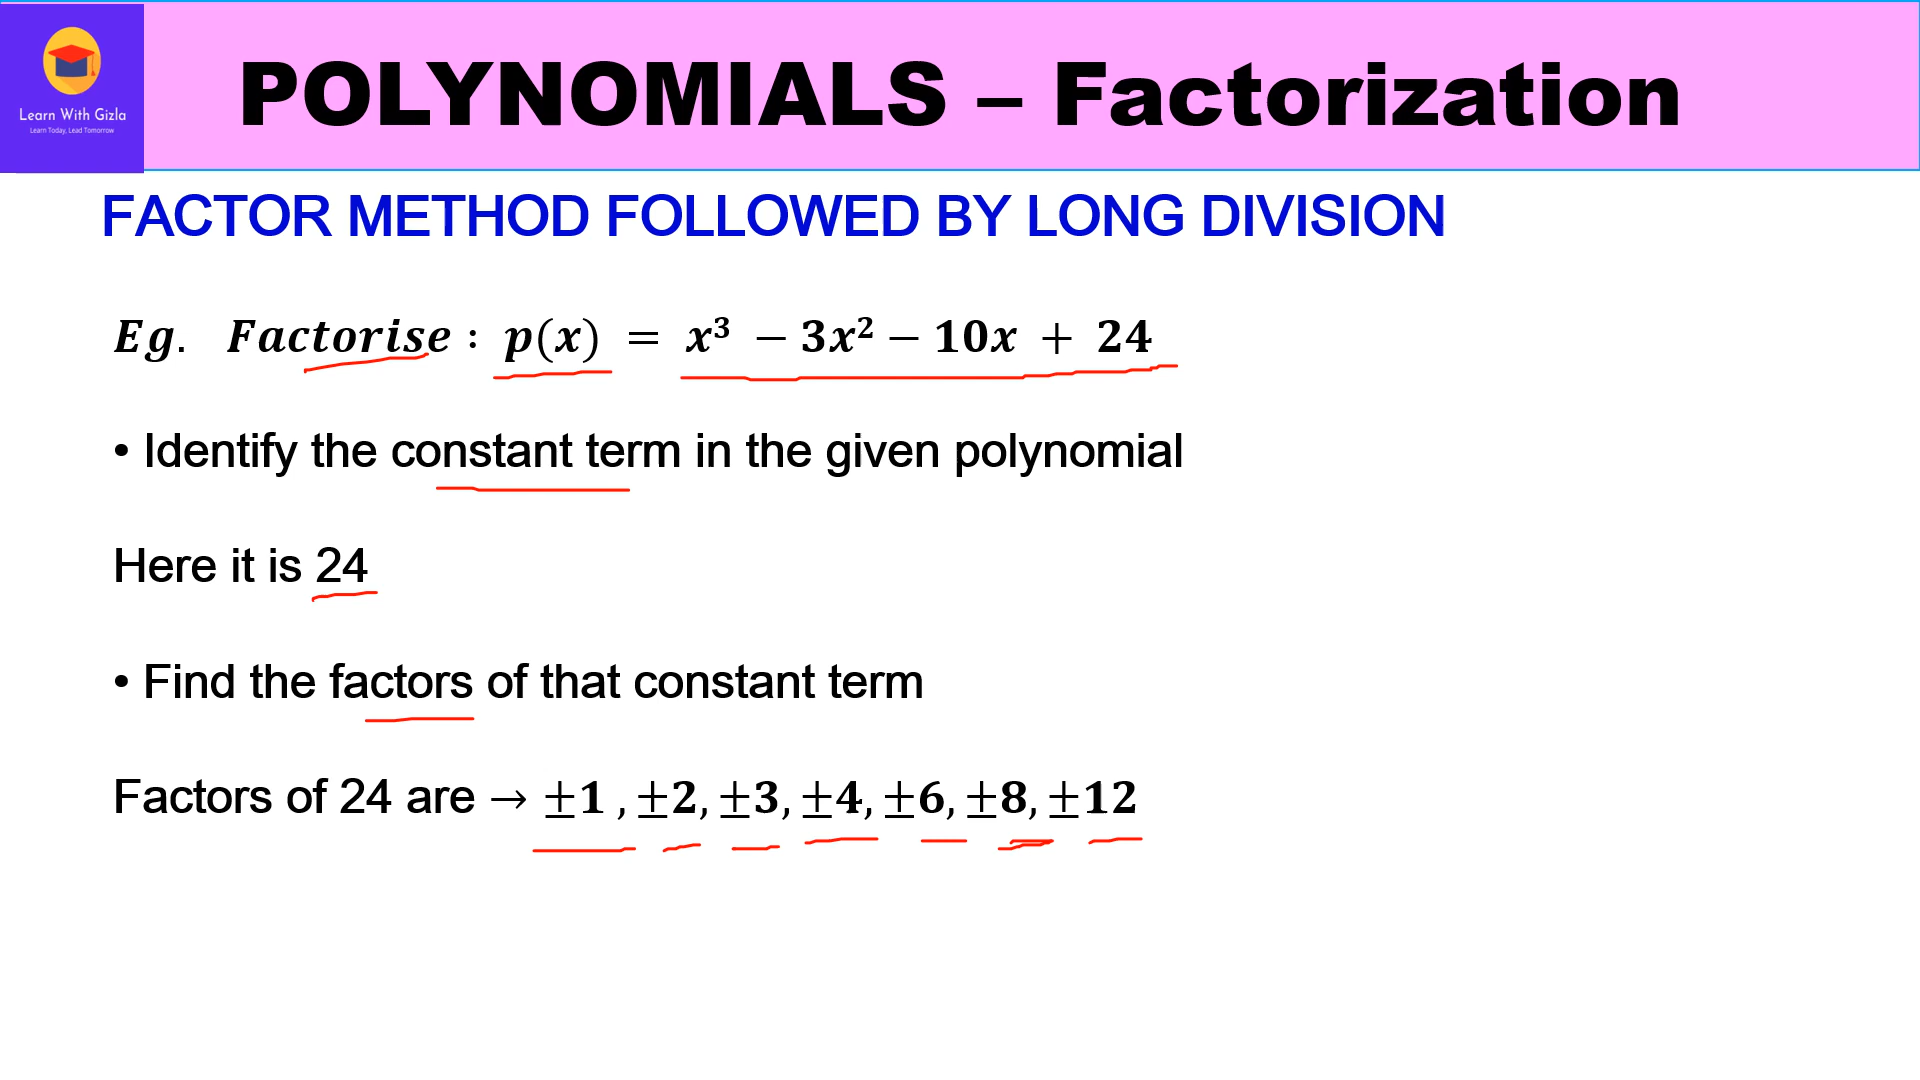 Learn With Gizla
Learn Today, Lead Tomorrow
POLYNOMIALS – Factorization
FACTOR METHOD FOLLOWED BY LONG DIVISION
Eg. Factorise : p(x) = x³ − 3x² − 10x + 24
• Identify the constant term in the given polynomial
Here it is 24
• Find the factors of that constant term
Factors of 24 are → ±1 , ±2, ±3, ±4, ±6, ±8, ±12